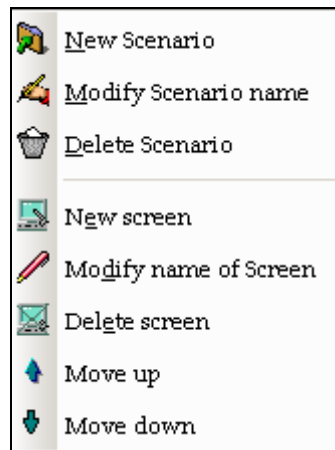 New Scenario
Modify Scenario name
Delete Scenario
New screen
Modify name of Screen
Delete screen
Move up
Move down